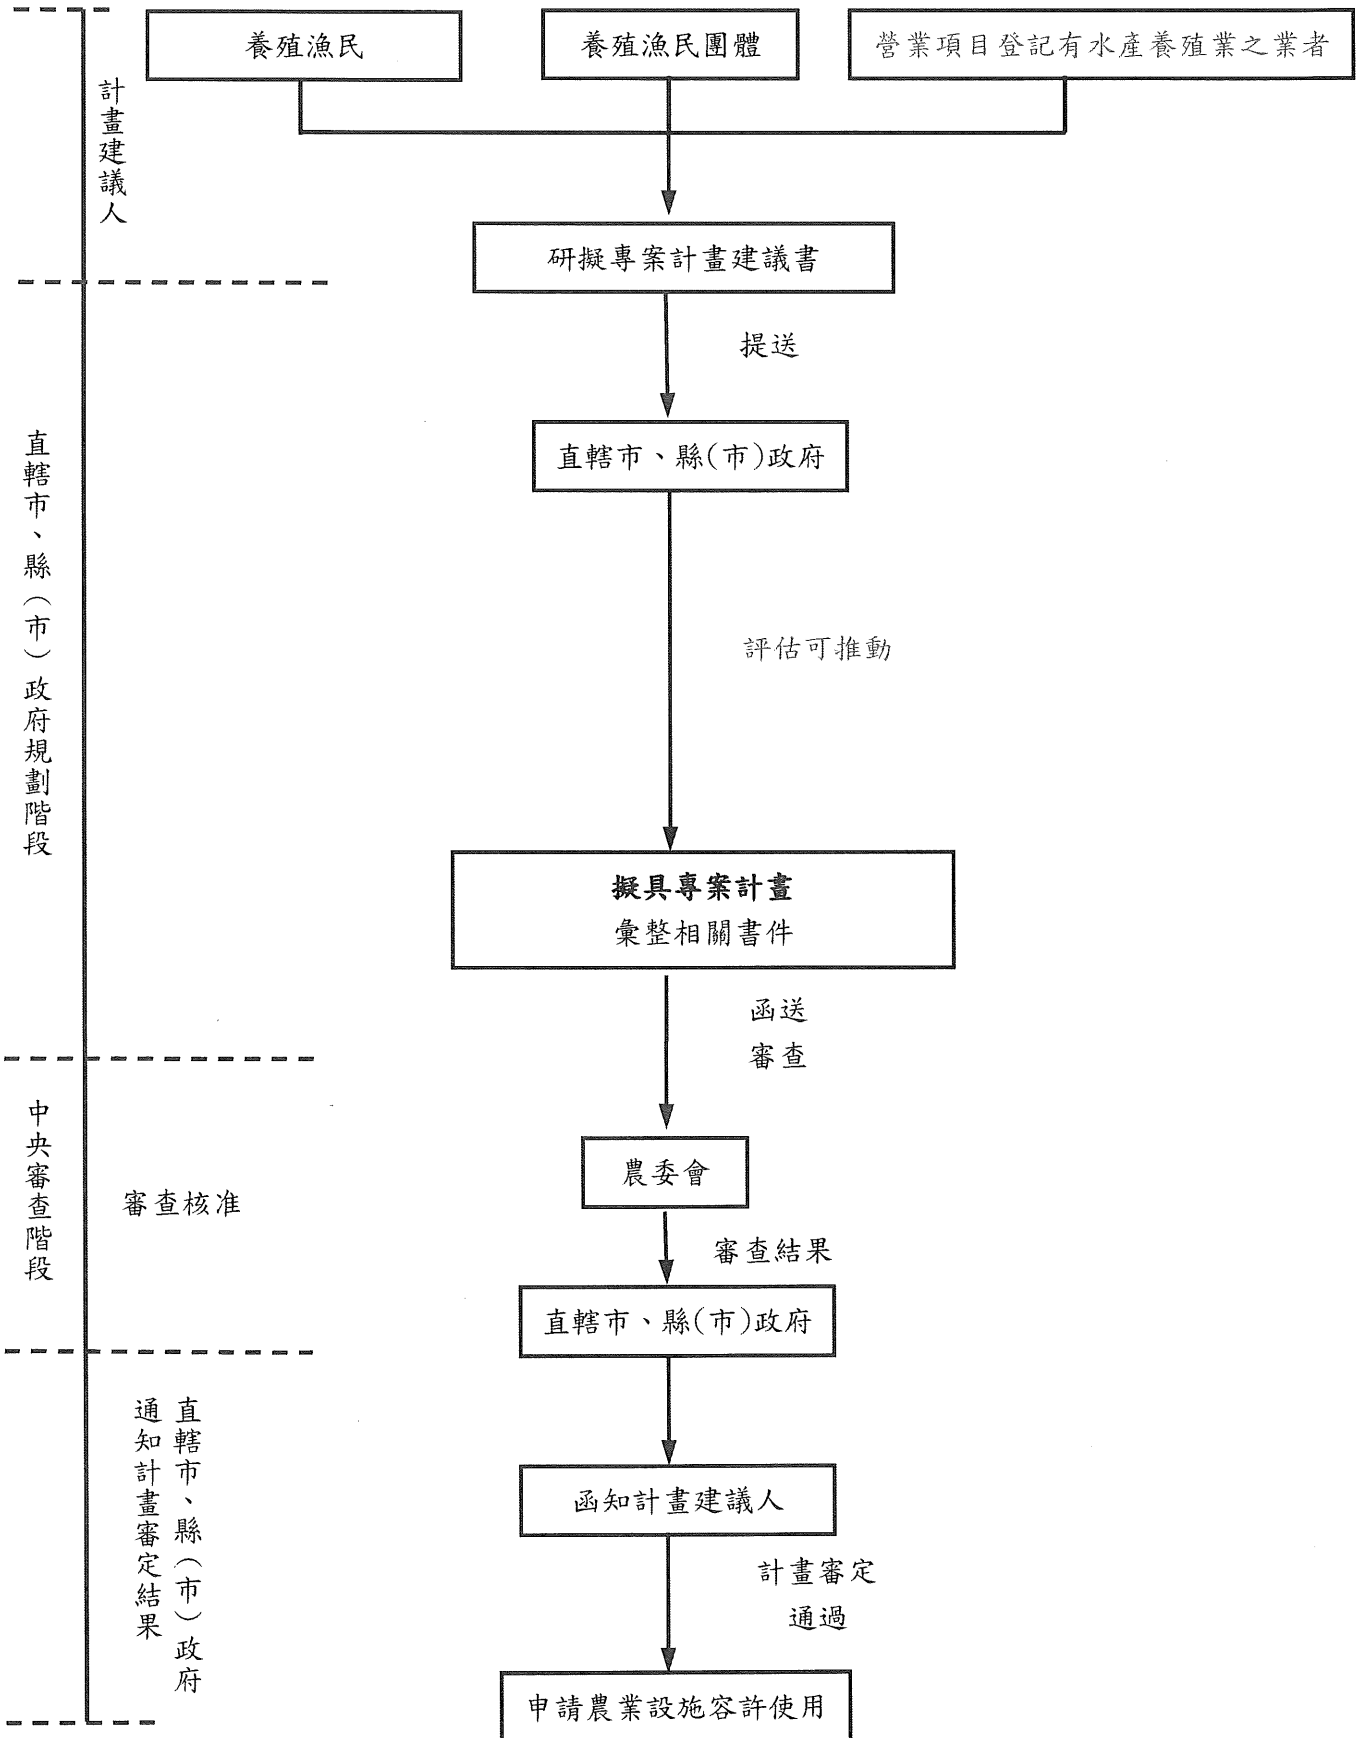 養殖漁民
養殖漁民團體
營業項目登記有水產養殖業之業者
計畫建議人
研擬專案計畫建議書
提送
直轄市、縣(市)政府
直轄市、縣（市）政府規劃階段
評估可推動
擬具專案計畫
彙整相關書件
函送
審查
中央審查階段
審查核准
農委會
審查結果
直轄市、縣(市)政府
直轄市、縣（市）政府
通知計畫審定結果
函知計畫建議人
計畫審定
通過
申請農業設施容許使用